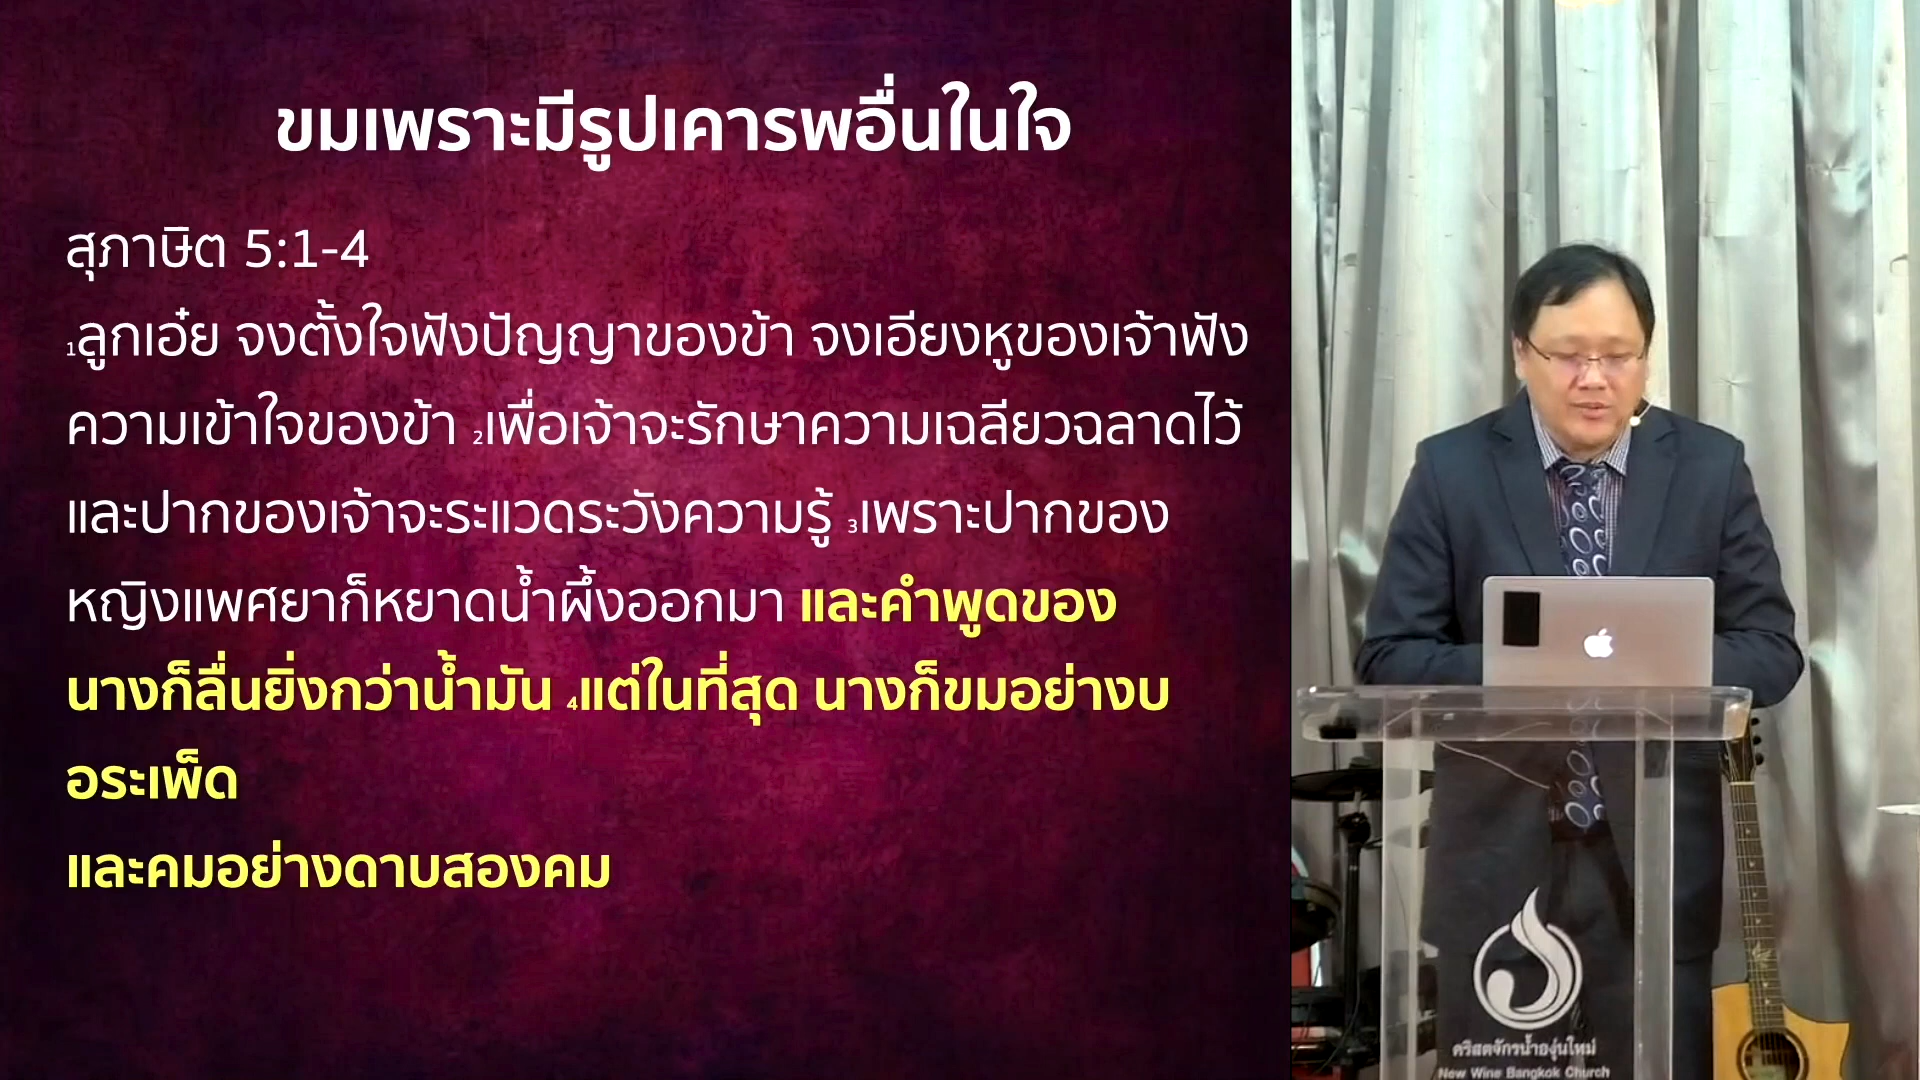 ขมเพราะมีรูปเคารพอื่นในใจ
สุภาษิต 5:1-4
1ลูกเอ๋ย จงตั้งใจฟังปัญญาของข้า จงเอียงหูของเจ้าฟัง
ความเข้าใจของข้า 2เพื่อเจ้าจะรักษาความเฉลียวฉลาดไว้
และปากของเจ้าจะระแวดระวังความรู้ 3เพราะปากของ
หญิงแพศยาก็หยาดน้ำผึ้งออกมา และคำพูดของ
นางก็ลื่นยิ่งกว่าน้ำมัน 4แต่ในที่สุด นางก็ขมอย่างบ
อระเพ็ด
และคมอย่างดาบสองคม
คริสตจักรน้ำองุ่นใหม่
New Wine Bangkok Church